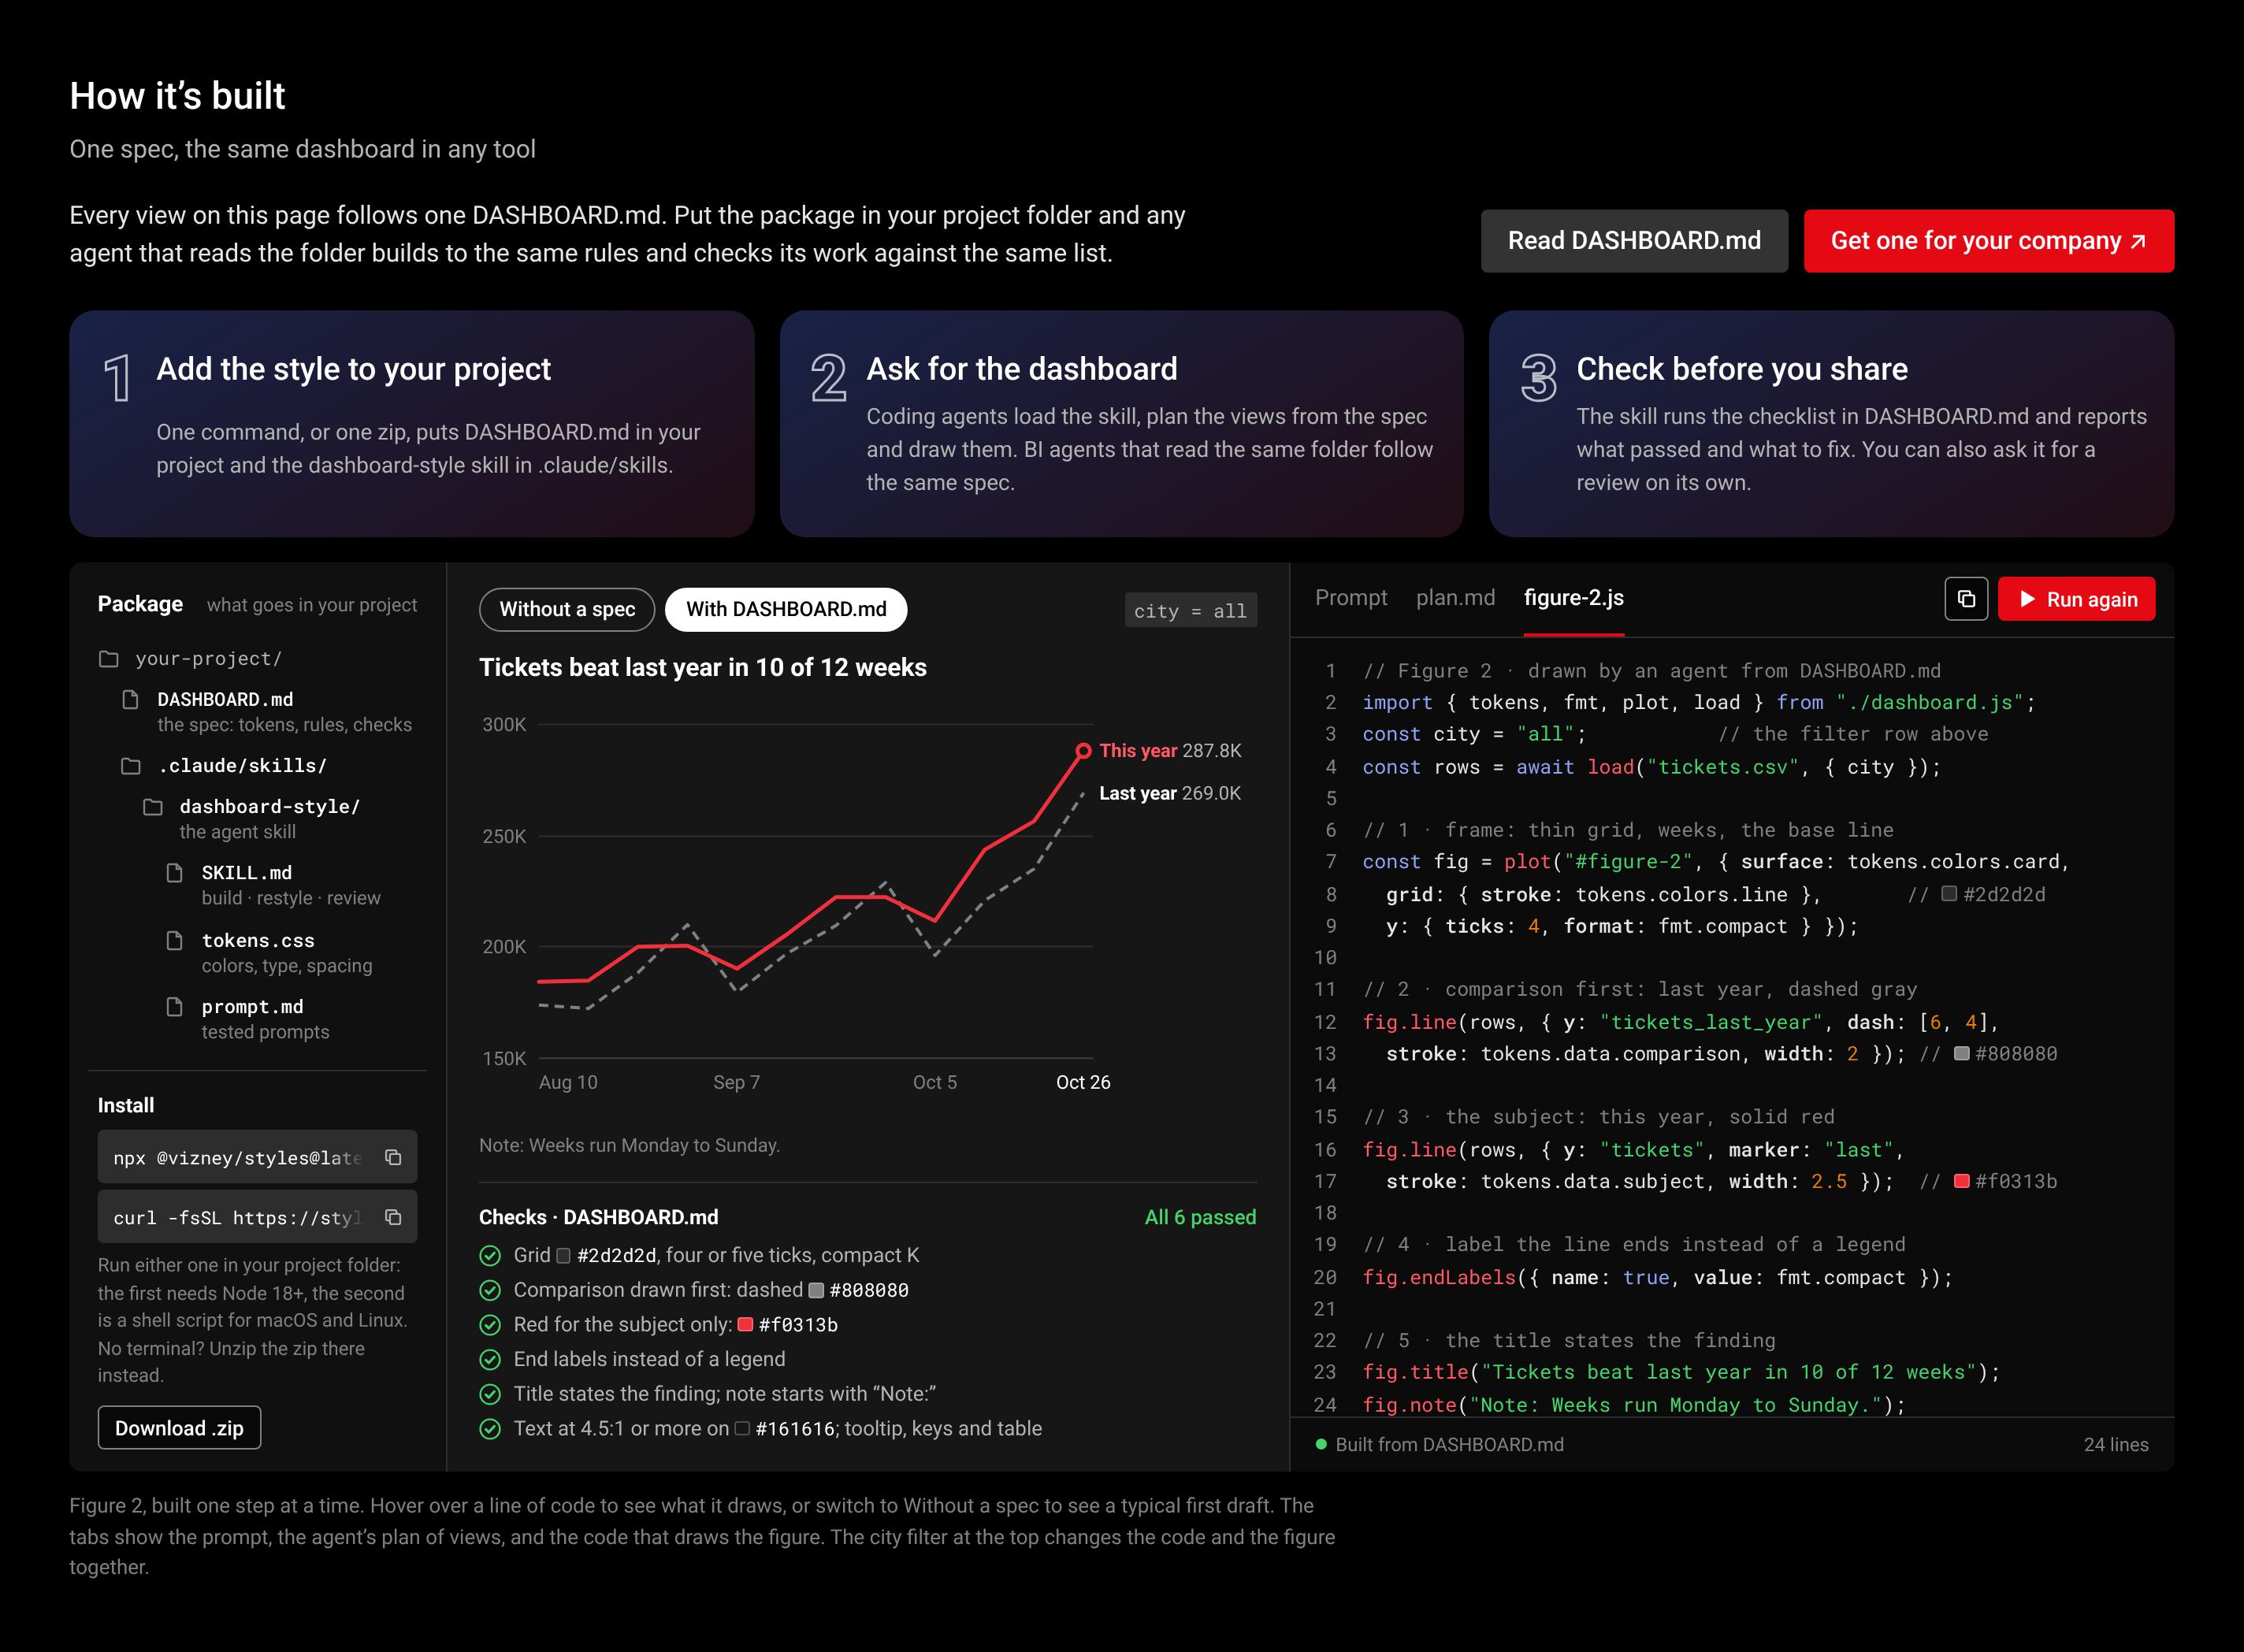 How it’s built
One spec, the same dashboard in any tool
Every view on this page follows one DASHBOARD.md. Put the package in your project folder and any
agent that reads the folder builds to the same rules and checks its work against the same list.
Read DASHBOARD.md
Get one for your company
1
Add the style to your project
One command, or one zip, puts DASHBOARD.md in your
project and the dashboard-style skill in .claude/skills.
2
Ask for the dashboard
Coding agents load the skill, plan the views from the spec
and draw them. BI agents that read the same folder follow
the same spec.
3
Check before you share
The skill runs the checklist in DASHBOARD.md and reports
what passed and what to fix. You can also ask it for a
review on its own.
Package what goes in your project
your-project/
DASHBOARD.md
the spec: tokens, rules, checks
.claude/skills/
dashboard-style/
the agent skill
SKILL.md
build · restyle · review
tokens.css
colors, type, spacing
prompt.md
tested prompts
Install
npx @vizney/styles@late
curl -fsSL https://styl
Run either one in your project folder:
the first needs Node 18+, the second
is a shell script for macOS and Linux.
No terminal? Unzip the zip there
instead.
Download .zip
Without a spec
With DASHBOARD.md
city = all
Tickets beat last year in 10 of 12 weeks
300K
250K
200K
150K
This year 287.8K
Last year 269.0K
Aug 10
Sep 7
Oct 5
Oct 26
Note: Weeks run Monday to Sunday.
Checks · DASHBOARD.md
All 6 passed
Grid #2d2d2d, four or five ticks, compact K
Comparison drawn first: dashed #808080
Red for the subject only: #f0313b
End labels instead of a legend
Title states the finding; note starts with “Note:”
Text at 4.5:1 or more on #161616; tooltip, keys and table
Prompt
plan.md
figure-2.js
Run again
1 // Figure 2 · drawn by an agent from DASHBOARD.md
2 import { tokens, fmt, plot, load } from "./dashboard.js";
3 const city = "all"; // the filter row above
4 const rows = await load("tickets.csv", { city });
5
6 // 1 · frame: thin grid, weeks, the base line
7 const fig = plot("#figure-2", { surface: tokens.colors.card,
8 grid: { stroke: tokens.colors.line }, // #2d2d2d
9 y: { ticks: 4, format: fmt.compact } });
10
11 // 2 · comparison first: last year, dashed gray
12 fig.line(rows, { y: "tickets_last_year", dash: [6, 4],
13 stroke: tokens.data.comparison, width: 2 }); // #808080
14
15 // 3 · the subject: this year, solid red
16 fig.line(rows, { y: "tickets", marker: "last",
17 stroke: tokens.data.subject, width: 2.5 }); // #f0313b
18
19 // 4 · label the line ends instead of a legend
20 fig.endLabels({ name: true, value: fmt.compact });
21
22 // 5 · the title states the finding
23 fig.title("Tickets beat last year in 10 of 12 weeks");
24 fig.note("Note: Weeks run Monday to Sunday.");
Built from DASHBOARD.md
24 lines
Figure 2, built one step at a time. Hover over a line of code to see what it draws, or switch to Without a spec to see a typical first draft. The
tabs show the prompt, the agent’s plan of views, and the code that draws the figure. The city filter at the top changes the code and the figure
together.